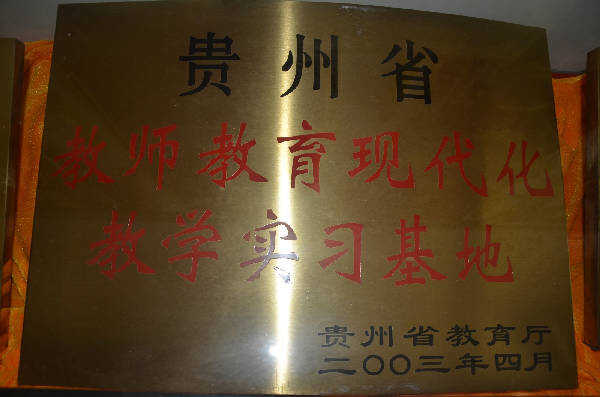 贵州省
教师教育现代化
教学实习基地
贵州省教育厅
二〇〇三年四月